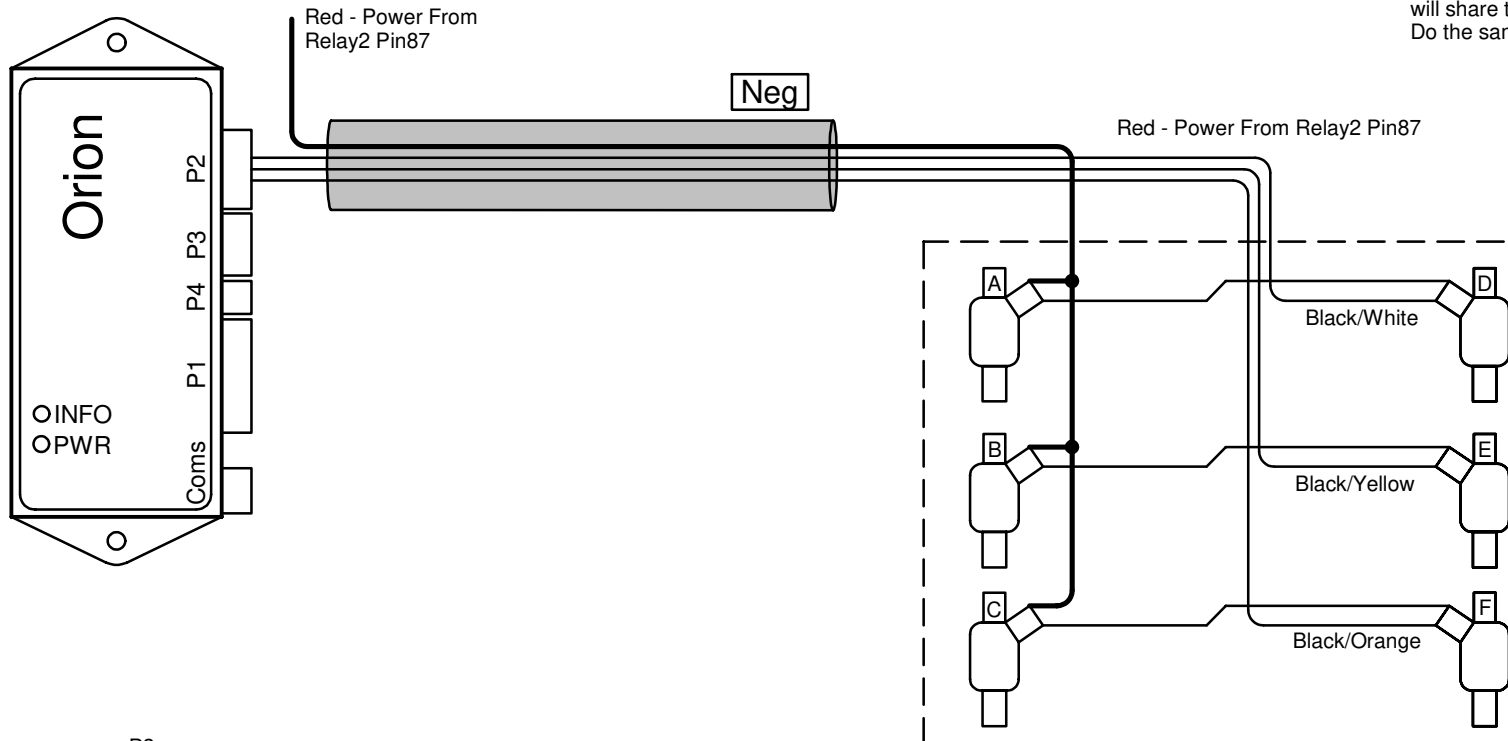 will share t
Do the sar
Red - Power From
Relay2 Pin87
Neg
Red - Power From Relay2 Pin87
Orion
P2
P3
P4
P1
Coms
INFO
PWR
A
D
Black/White
B
E
Black/Yellow
C
F
Black/Orange